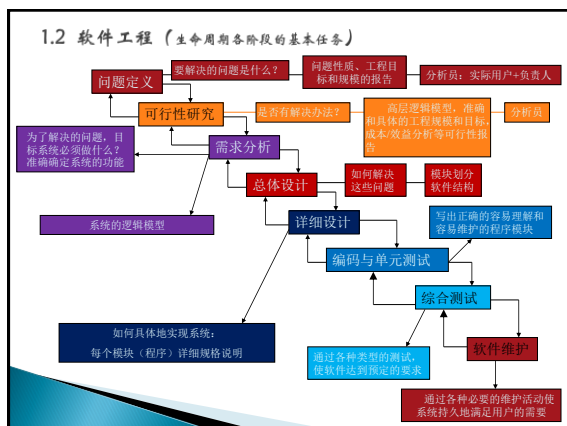 1.2 软件工程（生命周期各阶段的基本任务）
问题定义
要解决的问题是什么？
问题性质、工程目
标和规模的报告
分析员：实际用户+负责人
可行性研究
是否有解决办法？
高层逻辑模型，准确
和具体的工程规模和目标，
成本/效益分析等可行性报
告
分析员
为了解决的问题，目
标系统必须做什么？
准确确定系统的功能
需求分析
总体设计
如何解决
这些问题
模块划分
软件结构
系统的逻辑模型
详细设计
写出正确的容易理解和
容易维护的程序模块
编码与单元测试
综合测试
如何具体地实现系统：
每个模块（程序）详细规格说明
通过各种类型的测试，
使软件达到预定的要求
软件维护
通过各种必要的维护活动使
系统持久地满足用户的需要